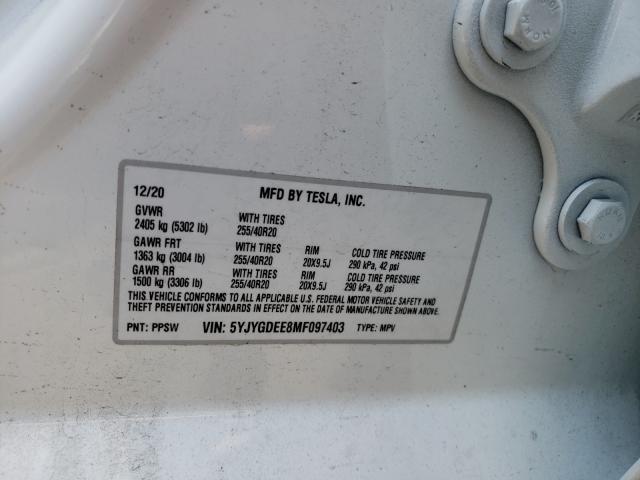 12/20 MFD BY TESLA, INC.
GVWR WITH TIRES
2405 kg (5302 lb) 255/40R20
GAWR FRT WITH TIRES RIM COLD TIRE PRESSURE
1363 kg (3004 lb) 255/40R20 20X9.5J 290 kPa, 42 psi
GAWR RR WITH TIRES RIM COLD TIRE PRESSURE
1500 kg (3306 lb) 255/40R20 20X9.5J 290 kPa, 42 psi
THIS VEHICLE CONFORMS TO ALL APPLICABLE U.S. FEDERAL MOTOR VEHICLE SAFETY AND
THEFT PREVENTION STANDARDS IN EFFECT ON THE DATE OF MANUFACTURE SHOWN ABOVE.
PNT: PPSW VIN: 5YJYGDEE8MF097403 TYPE: MPV